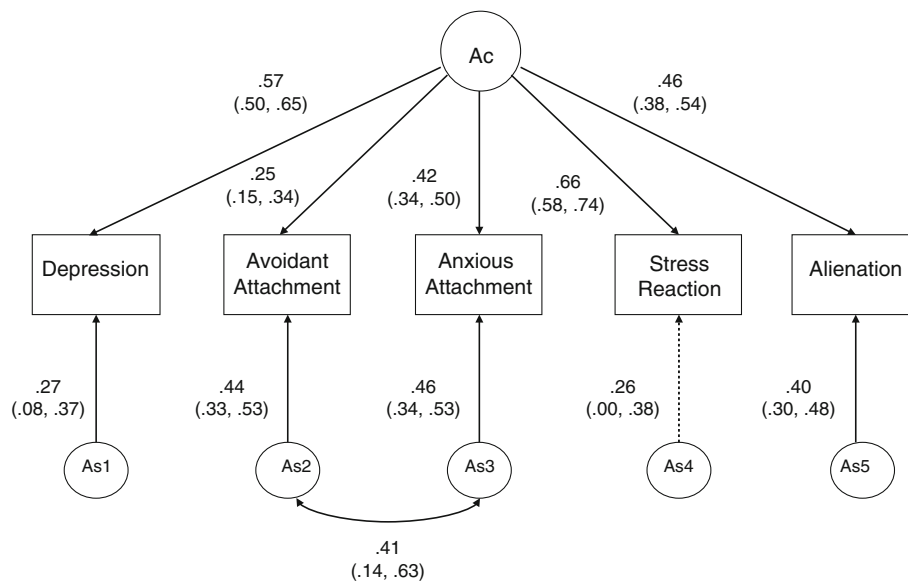 Ac
.57
(.50, .65)
.46
(.38, .54)
.25
(.15, .34)
.42
(.34, .50)
.66
(.58, .74)
Depression
Avoidant
Attachment
Anxious
Attachment
Stress
Reaction
Alienation
.27
(.08, .37)
.44
(.33, .53)
.46
(.34, .53)
.26
(.00, .38)
.40
(.30, .48)
As1
As2
As3
As4
As5
.41
(.14, .63)